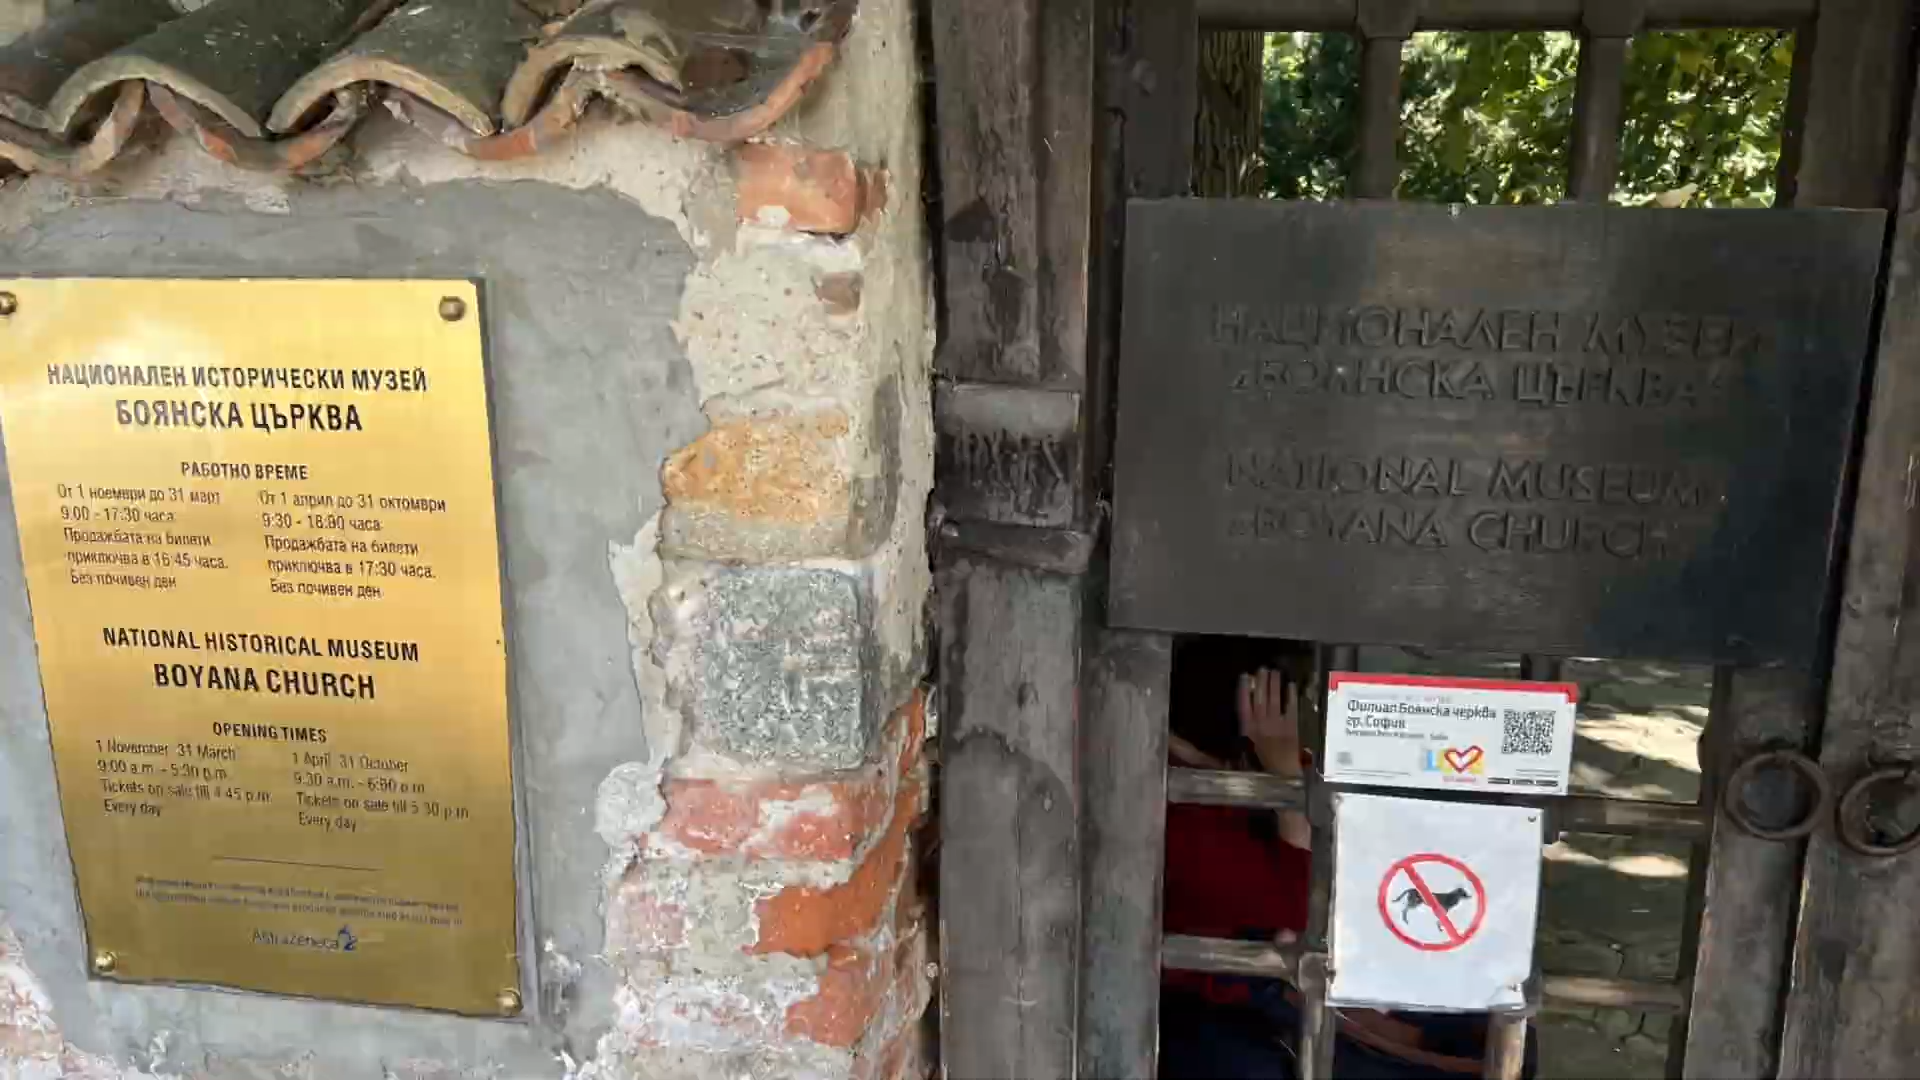 НАЦИОНАЛЕН ИСТОРИЧЕСКИ МУЗЕЙ
БОЯНСКА ЦЪРКВА
РАБОТНО ВРЕМЕ
От 1 ноември до 31 март
9.00 - 17:30 часа
Продажбата на билети
приключва в 16:45 часа.
Без почивен ден
От 1 април до 31 октомври
9:30 - 18:00 часа
Продажбата на билети
приключва в 17:30 часа.
Без почивен ден
NATIONAL HISTORICAL MUSEUM
BOYANA CHURCH
OPENING TIMES
1 November 31 March
9.00 a.m. - 5:30 p.m.
Tickets on sale till 4 45 p.m.
Every day
1 April 31 October
9.30 a.m. - 6:00 p.m
Tickets on sale till 5 30 p.m
Every day
AstraZeneca
НАЦИОНАЛЕН МУЗЕЙ
„БОЯНСКА ЦЪРКВА“
NATIONAL MUSEUM
„BOYANA CHURCH
Филиал Боянска черква
гр. София